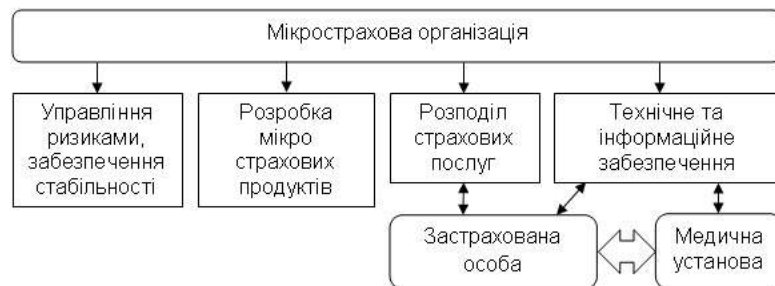 Мікрострахова організація
Управління
ризиками,
забезпечення
стабільності
Розробка
мікро
страхових
продуктів
Розподіл
страхових
послуг
Технічне та
інформаційне
забезпечення
Застрахована
особа
Медична
установа